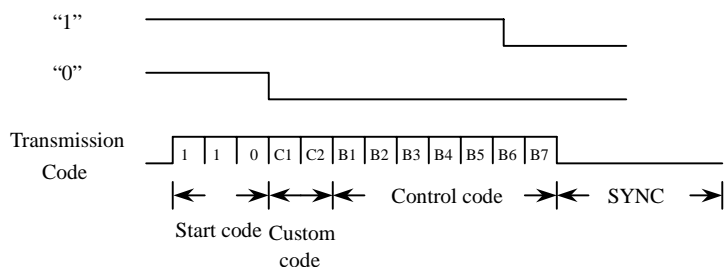 “1”
“0”
Transmission
Code
1 1 0 C1 C2 B1 B2 B3 B4 B5 B6 B7
Start code
Custom
code
Control code
SYNC